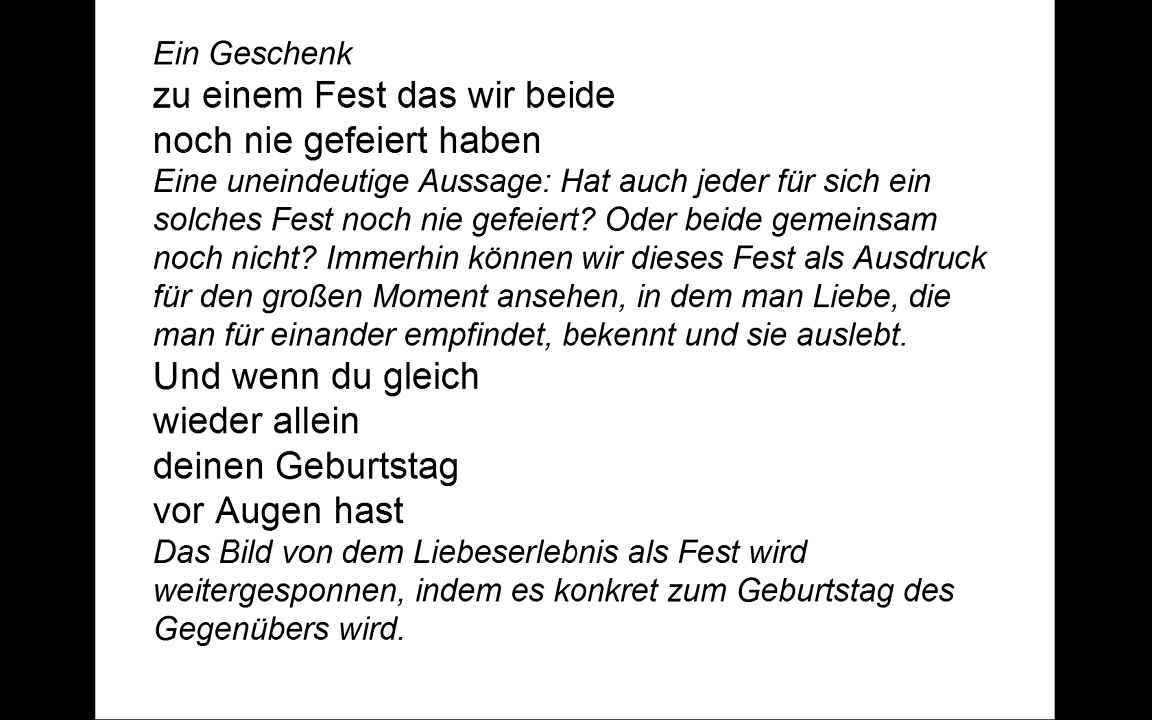 Ein Geschenk
zu einem Fest das wir beide
noch nie gefeiert haben
Eine uneindeutige Aussage: Hat auch jeder für sich ein
solches Fest noch nie gefeiert? Oder beide gemeinsam
noch nicht? Immerhin können wir dieses Fest als Ausdruck
für den großen Moment ansehen, in dem man Liebe, die
man für einander empfindet, bekennt und sie auslebt.
Und wenn du gleich
wieder allein
deinen Geburtstag
vor Augen hast
Das Bild von dem Liebeserlebnis als Fest wird
weitergesponnen, indem es konkret zum Geburtstag des
Gegenübers wird.